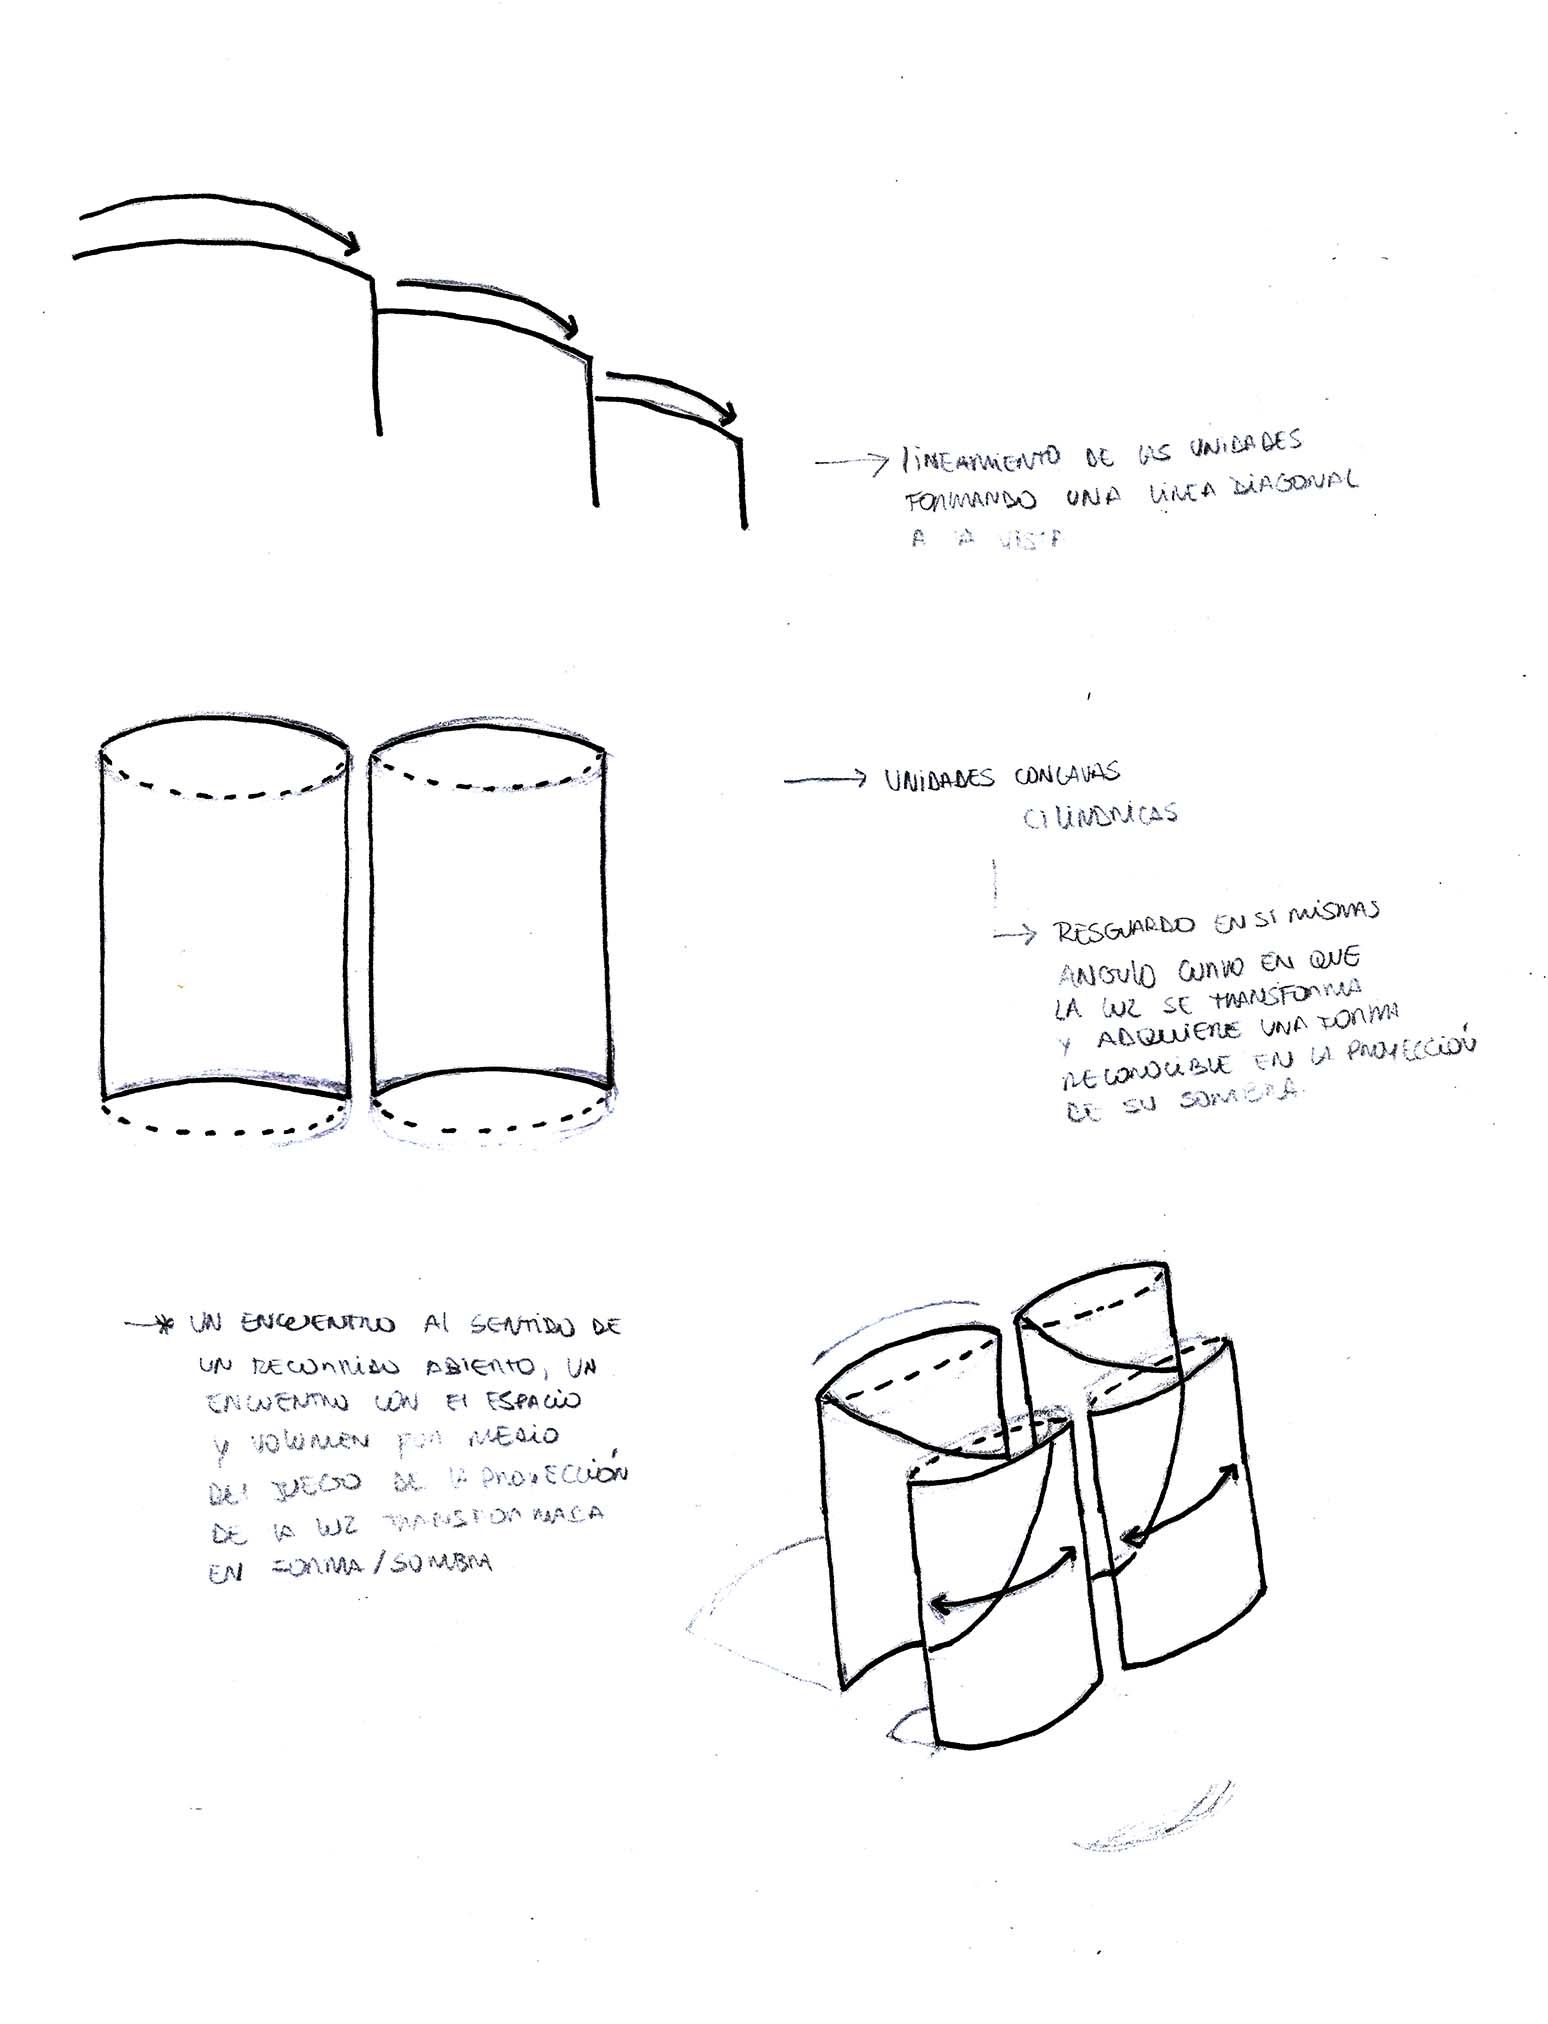 → LINEAMIENTO DE LAS UNIDADES
FORMANDO UNA LINEA DIAGONAL
A LA VISTA
→ UNIDADES CONCAVAS
CILINDRICAS
→ RESGUARDO EN SI MISMAS
ANGULO CURVO EN QUE
LA LUZ SE TRANSFORMA
Y ADQUIERE UNA FORMA
RECONOCIBLE EN LA PROYECCIÓN
DE SU SOMBRA.
→* UN ENCUENTRO AL SENTIDO DE
UN RECORRIDO ABIERTO, UN
ENCUENTRO CON El ESPACIO
Y VOLUMEN POR MEDIO
DEL JUEGO DE LA PROYECCIÓN
DE LA LUZ TRANSFORMADA
EN FORMA/SOMBRA